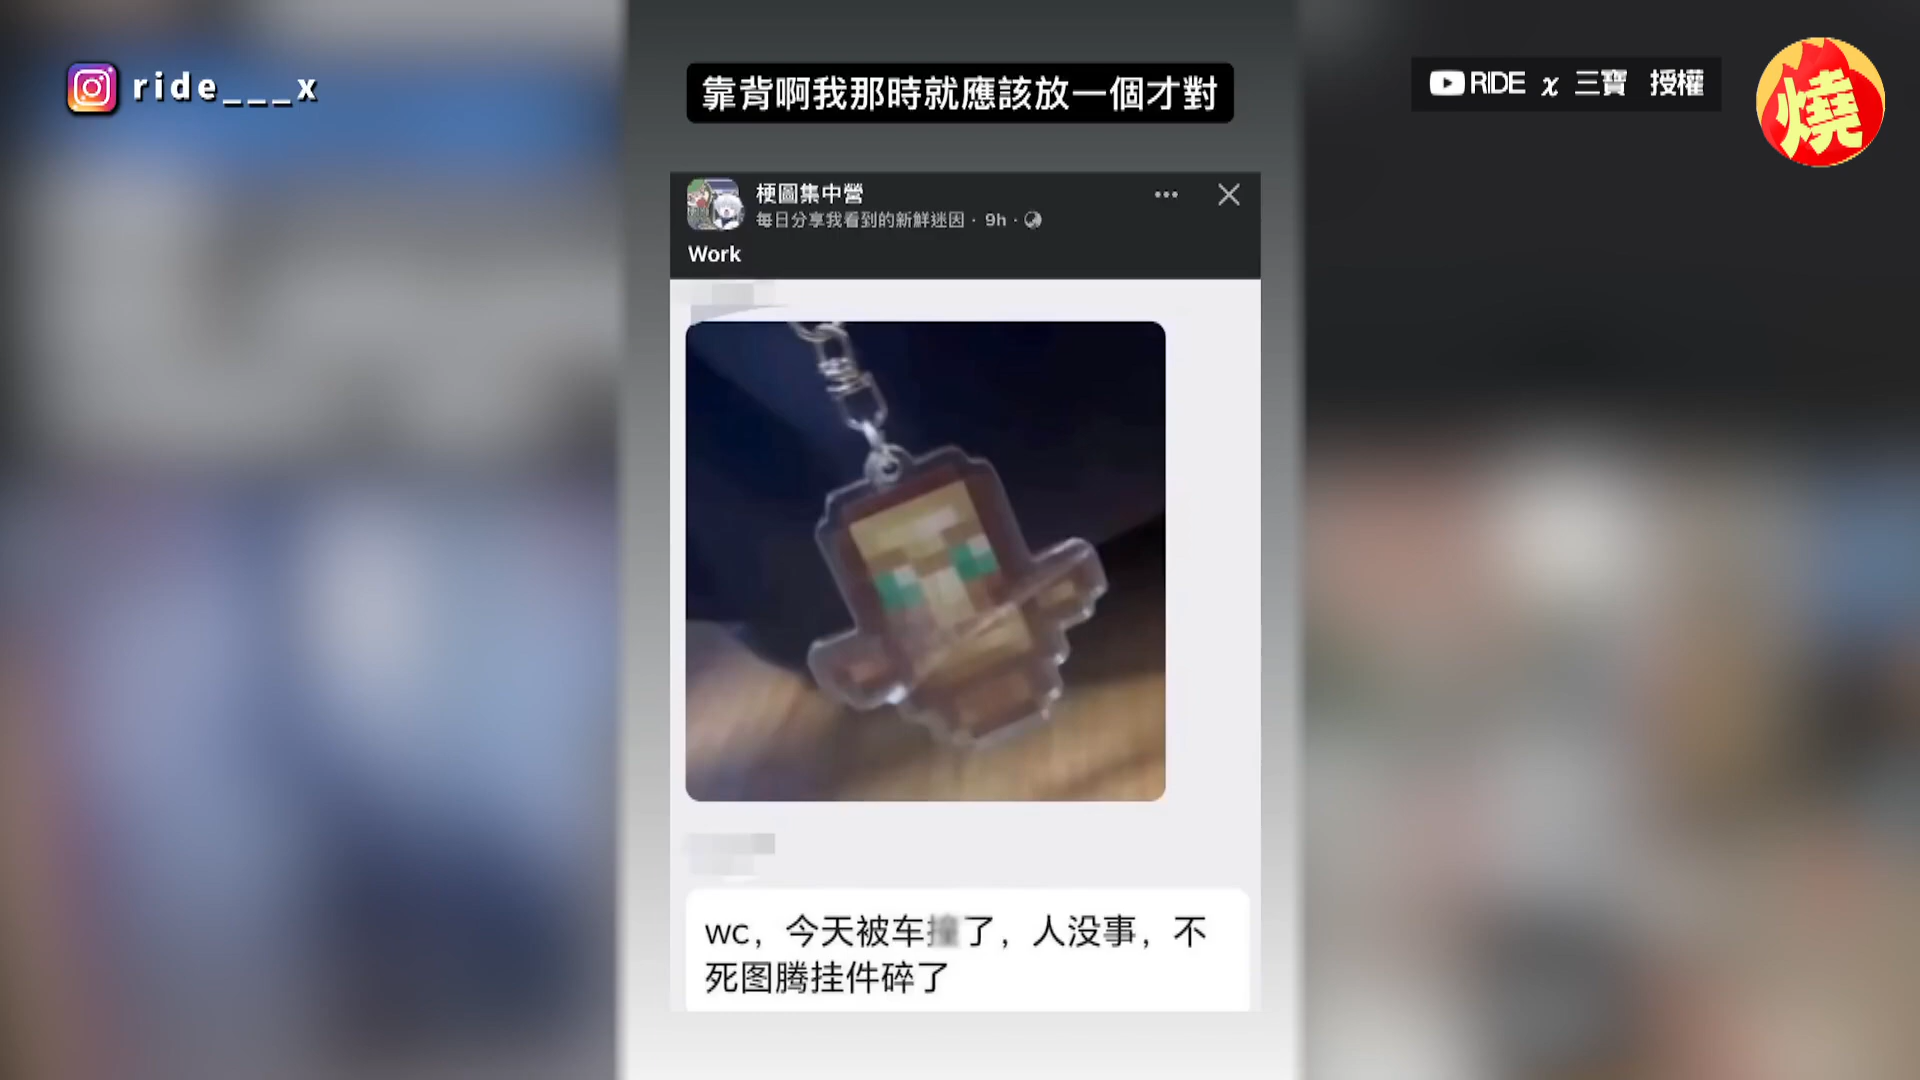 ride___x
靠背啊我那時就應該放一個才對
RIDE x 三寶 授權
燒
梗圖集中營
每日分享我看到的新鮮迷因 · 9h ·
Work
wc，今天被车撞了，人没事，不
死图腾挂件碎了